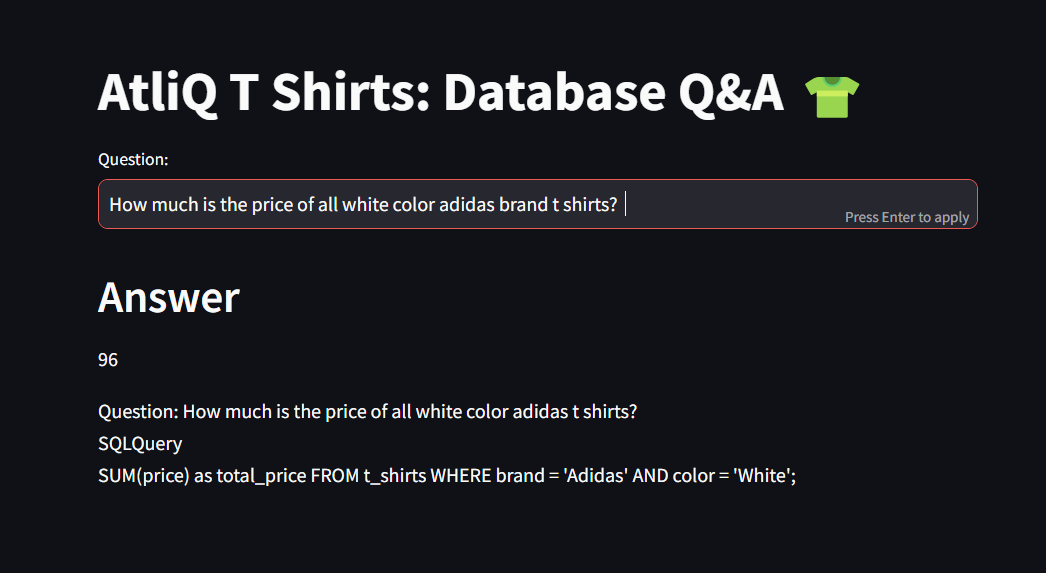 AtliQ T Shirts: Database Q&A
Question:
How much is the price of all white color adidas brand t shirts?
Press Enter to apply
Answer
96
Question: How much is the price of all white color adidas t shirts?
SQLQuery
SUM(price) as total_price FROM t_shirts WHERE brand = 'Adidas' AND color = 'White';